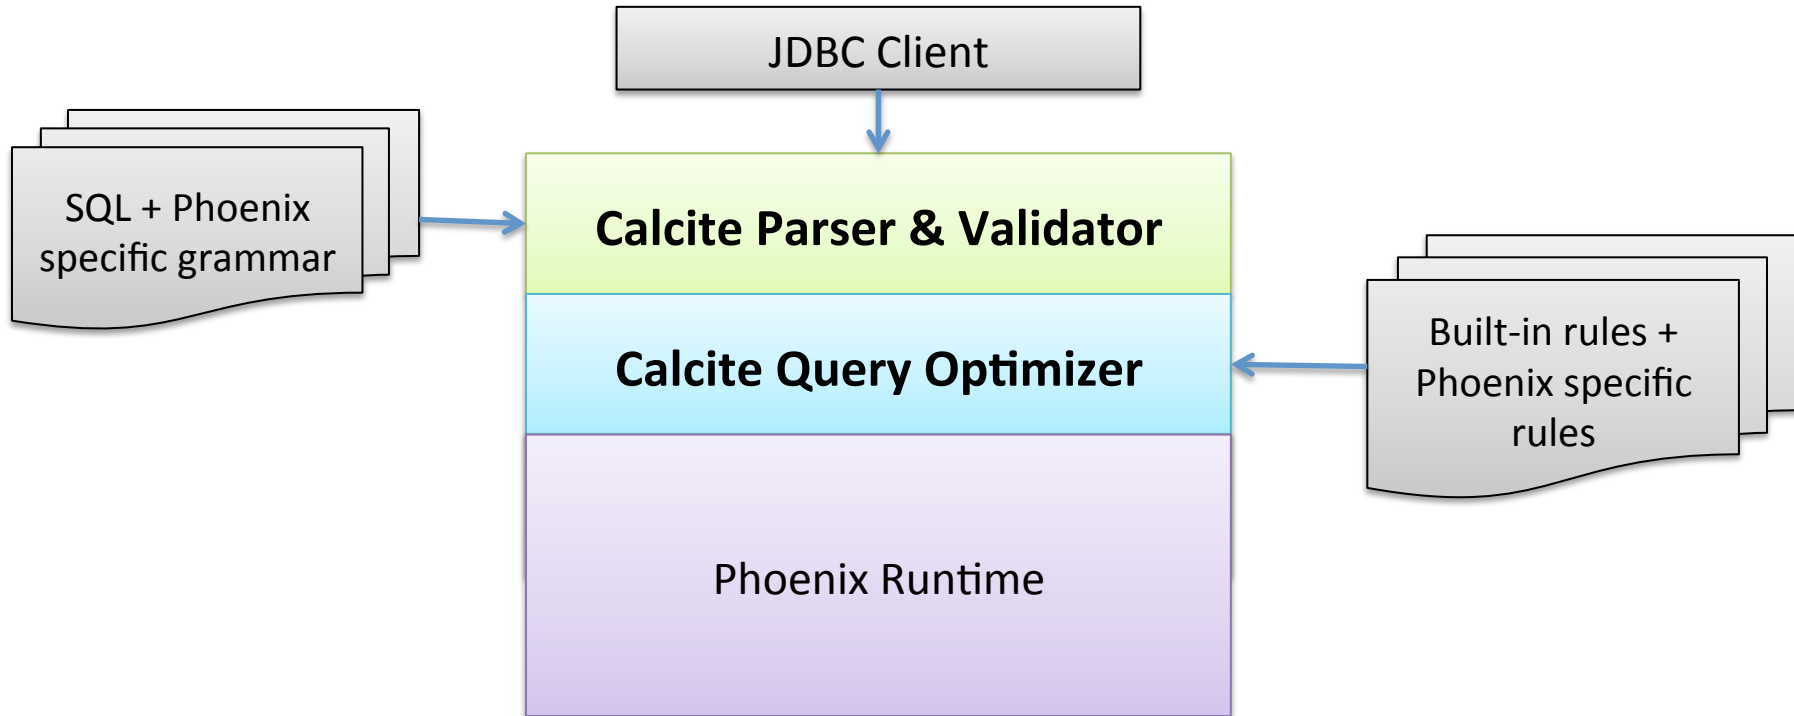 JDBC Client
SQL + Phoenix
specific grammar
Calcite Parser & Validator
Calcite Query Optimizer
Built-in rules +
Phoenix specific
rules
Phoenix Runtime